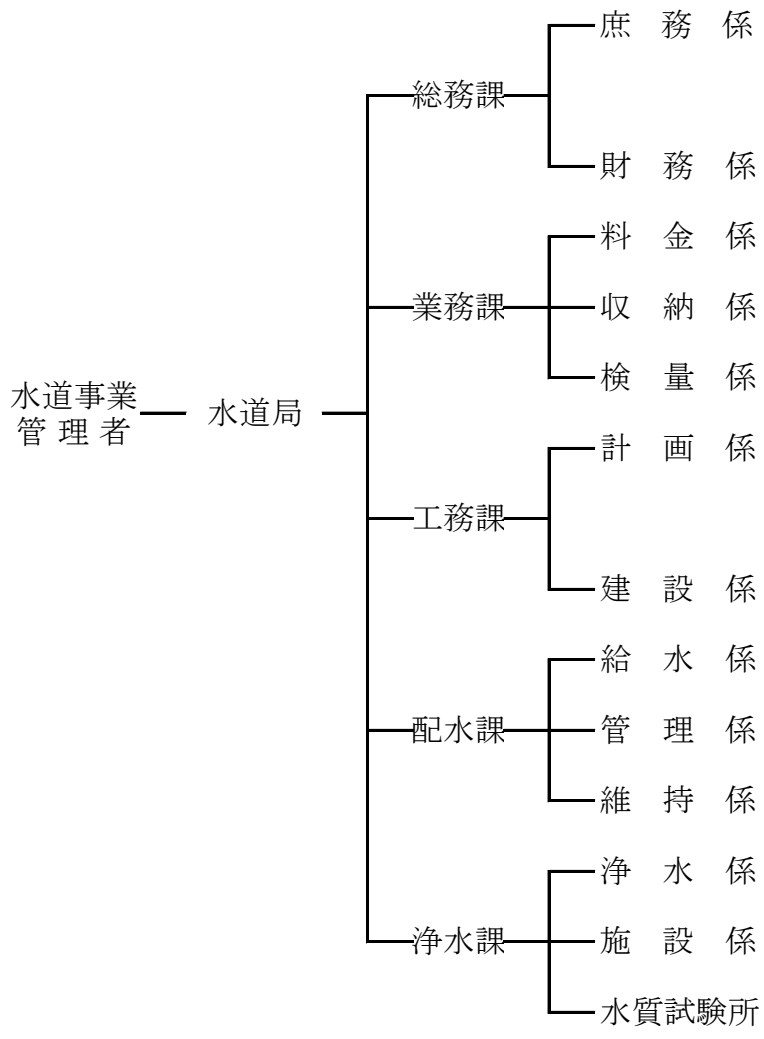 水道事業
管理者
水道局
総務課
庶務係
財務係
業務課
料金係
収納係
検量係
工務課
計画係
建設係
配水課
給水係
管理係
維持係
浄水課
浄水係
施設係
水質試験所